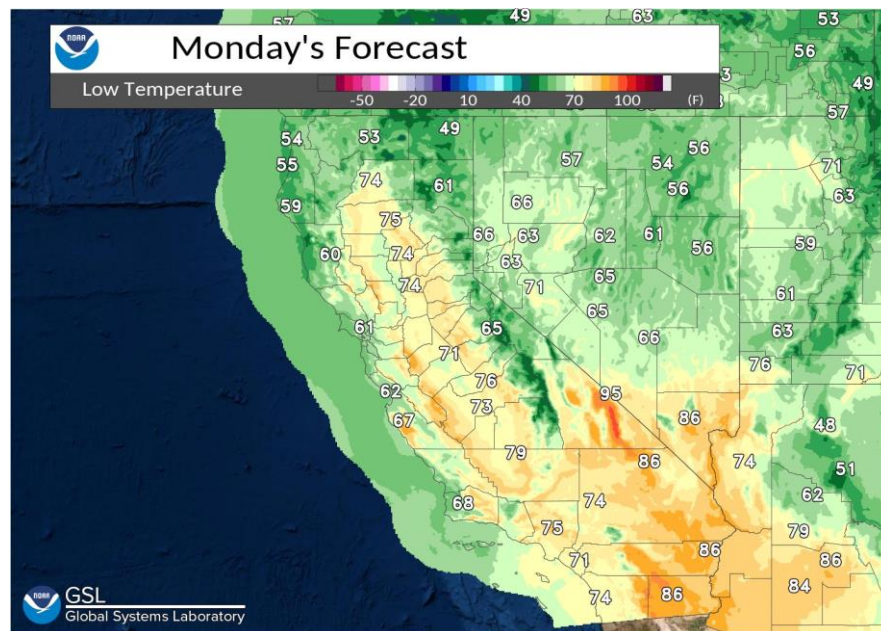 57 49 63 53
NOAA
Monday's Forecast
56
Low Temperature
-50 -20 10 40 70 100 (F)
49
57
54 53 49
55 57 54 56 71
74 61 56 63
59 66
75
60 74 66 63 62 61 56 59
63
74 71 65 61
65
61 65 66 63
71 76 71
62 76 95
67 73 86 48
79 86 74 51
62
68 74
75 79
71 86 86
74 86 84
NOAA GSL
Global Systems Laboratory